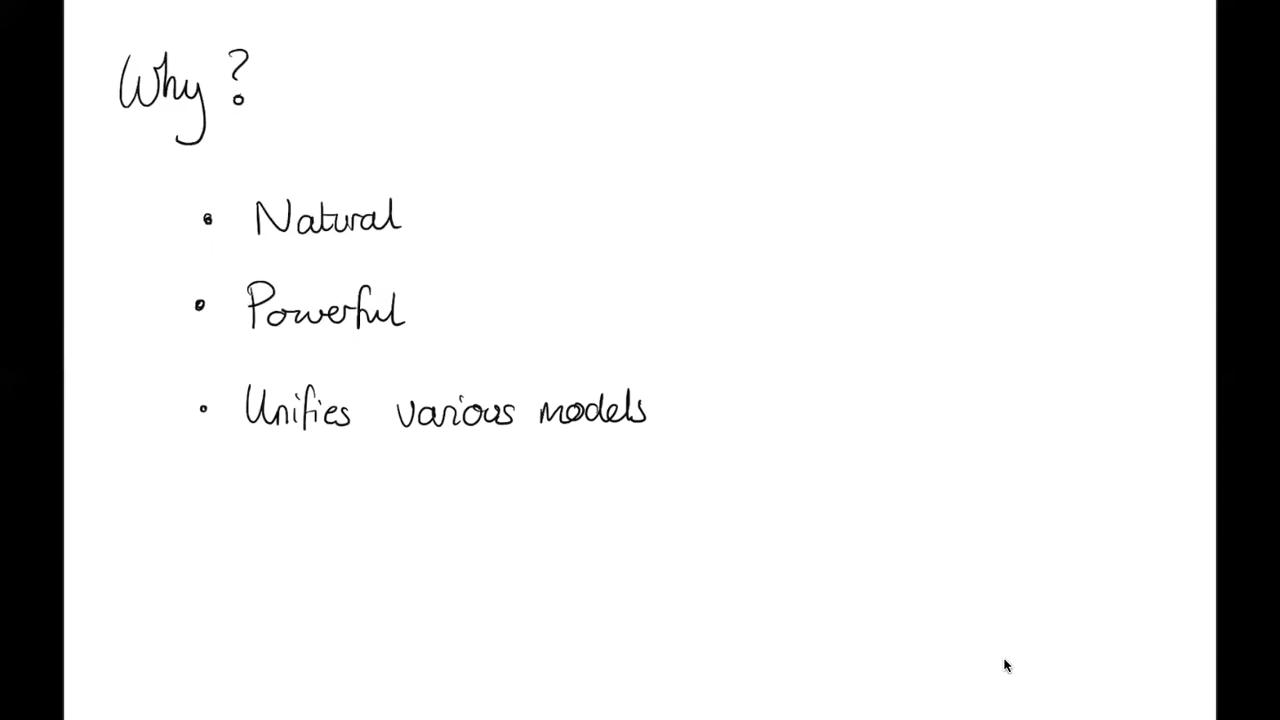 Why?
• Natural
• Powerful
• Unifies various models